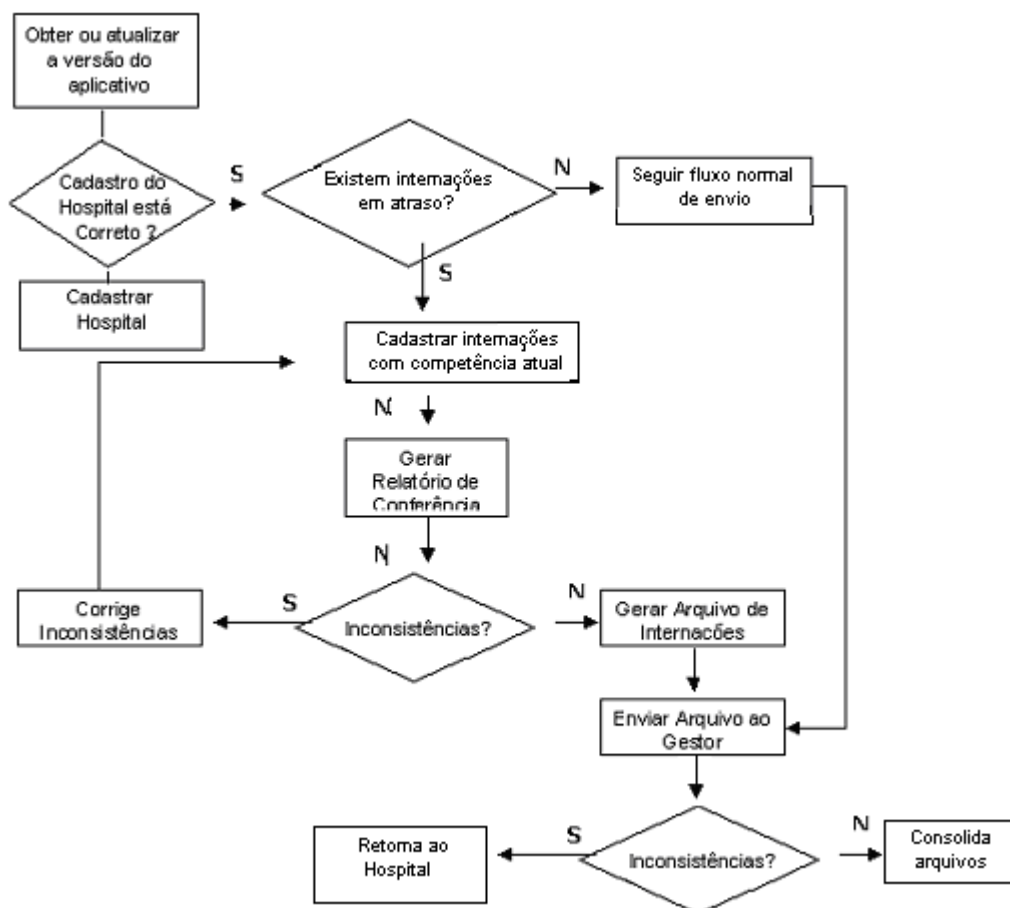 Obter ou atualizar
a versão do
aplicativo
Cadastro do
Hospital está
Correto ?
S
Existem internações
em atraso?
N
Seguir fluxo normal
de envio
S
Cadastrar
Hospital
Cadastrar internações
com competência atual
N
Gerar
Relatório de
Conferência
N
Corrige
Inconsistências
S
Inconsistências?
N
Gerar Arquivo de
Internações
Enviar Arquivo ao
Gestor
Retorna ao
Hospital
S
Inconsistências?
N
Consolida
arquivos